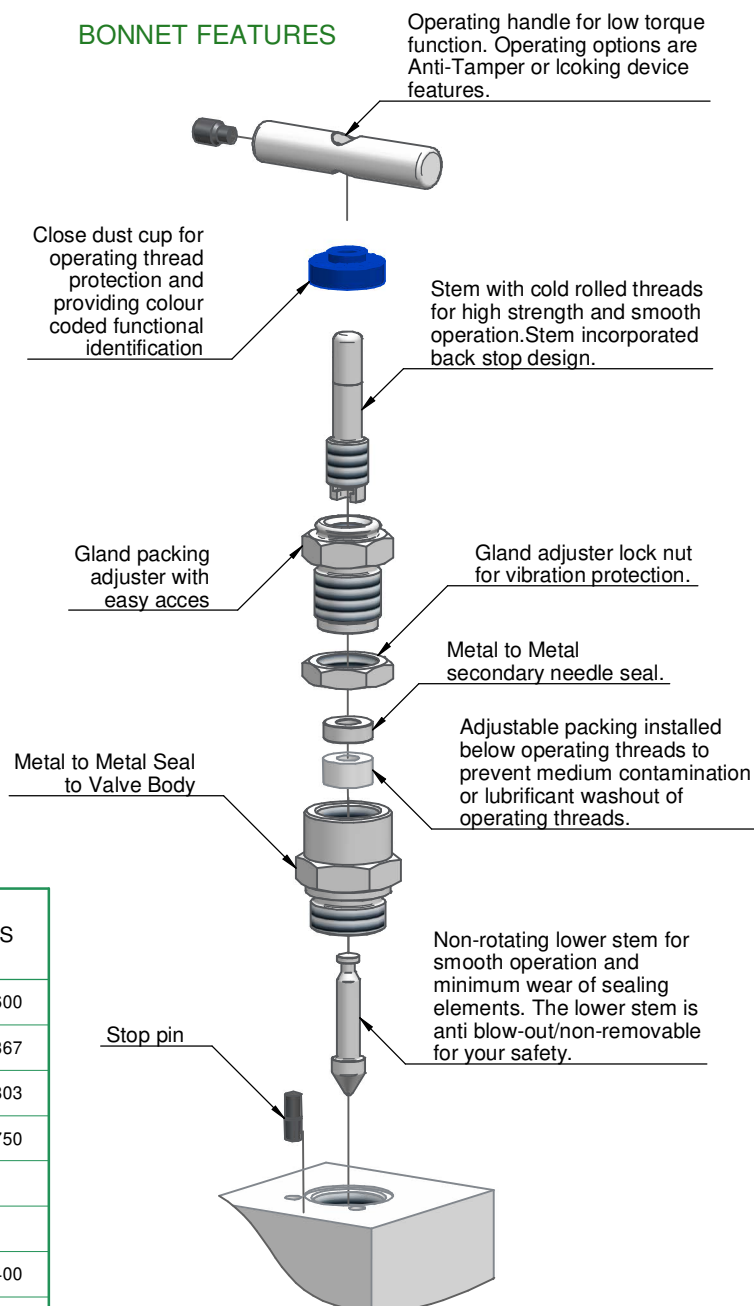 BONNET FEATURES
Operating handle for low torque
function. Operating options are
Anti-Tamper or lcoking device
features.
Close dust cup for
operating thread
protection and
providing colour
coded functional
identification
Stem with cold rolled threads
for high strength and smooth
operation.Stem incorporated
back stop design.
Gland packing
adjuster with
easy acces
Gland adjuster lock nut
for vibration protection.
Metal to Metal
secondary needle seal.
Metal to Metal Seal
to Valve Body
Adjustable packing installed
below operating threads to
prevent medium contamination
or lubrificant washout of
operating threads.
Non-rotating lower stem for
smooth operation and
minimum wear of sealing
elements. The lower stem is
anti blow-out/non-removable
for your safety.
Stop pin
S